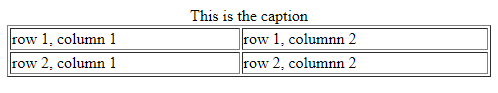 This is the caption
row 1, column 1 row 1, columnn 2
row 2, column 1 row 2, columnn 2